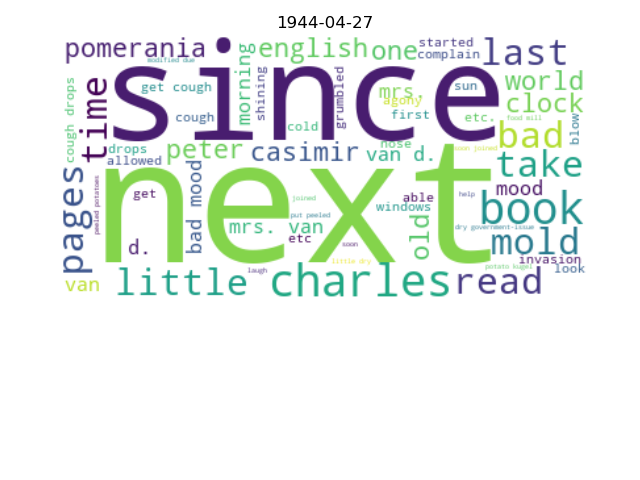 1944-04-27
pomerania
modified due
english
one
started
complain
last
since
cough drops
time
get cough
cough
morning
shining
grumbled
mrs.
agony
first
sun
etc.
world
clock
food mill
bad
blow
drops
allowed
peter
cold
casimir
nose
van d.
soon joined
take
pages
peeled potatoes
get
bad mood
next
joined
put peeled
able
windows
help
mood
book
d.
mrs. van
etc
soon
old
dry government-issue
mold
van
little
laugh
charles
little dry
read
potato kugel
invasion
look